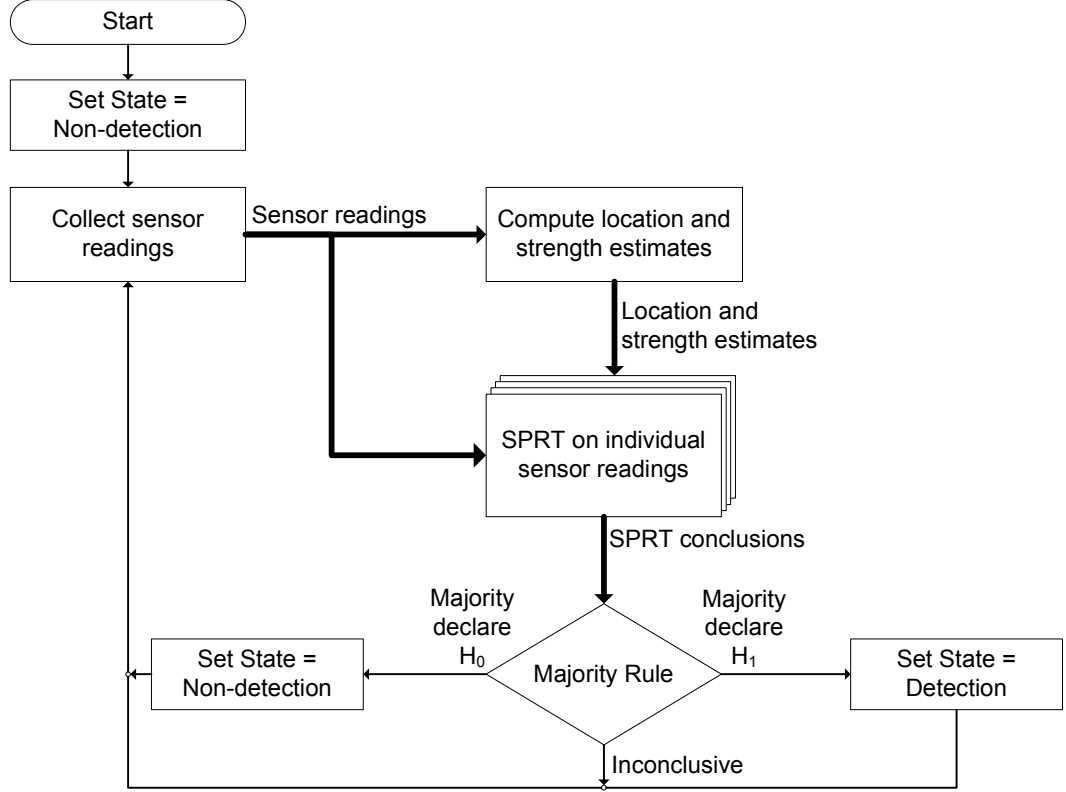 Start
Set State =
Non-detection
Collect sensor
readings
Sensor readings
Compute location and
strength estimates
Location and
strength estimates
SPRT on individual
sensor readings
SPRT conclusions
Majority
declare
H₀
Majority Rule
Majority
declare
H₁
Set State =
Non-detection
Set State =
Detection
Inconclusive